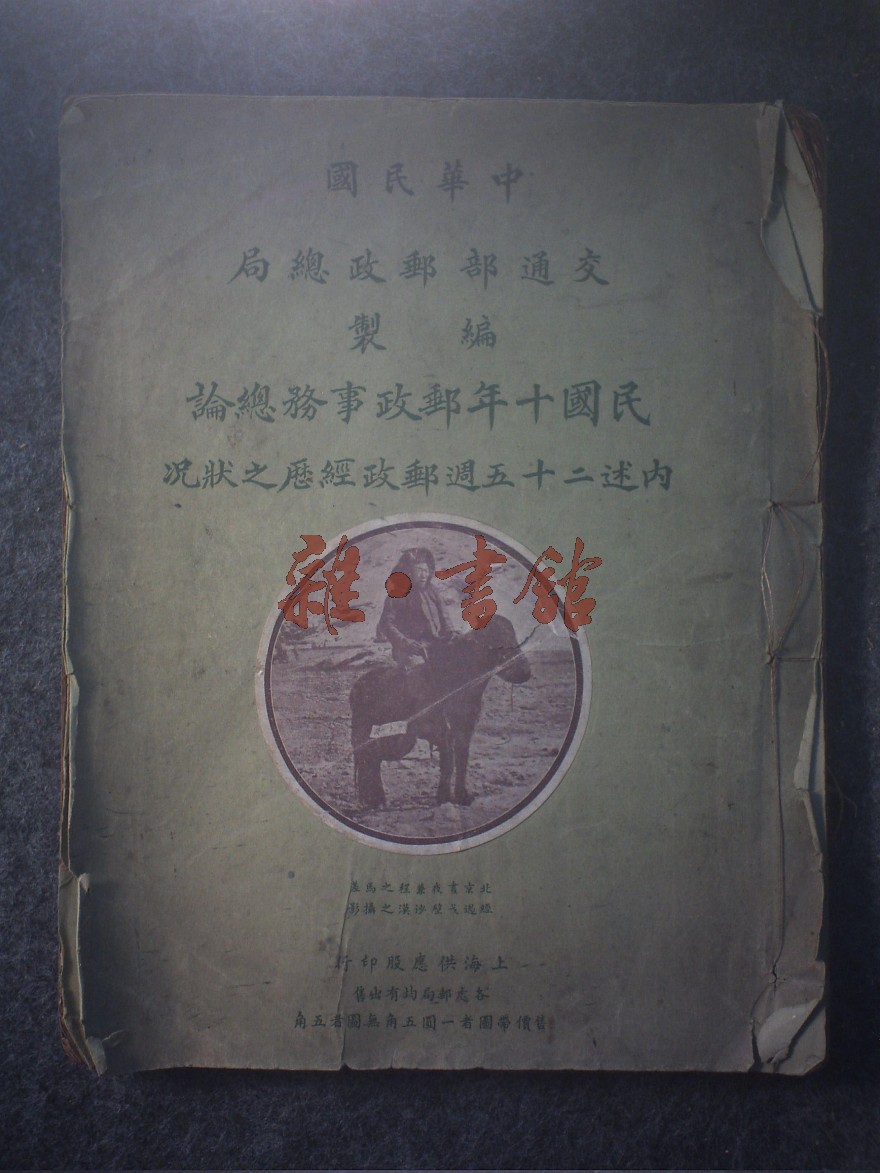 中華民國
交通部郵政總局
編製
民國十年郵政事務總論
內述二十五週郵政經歷之狀况
雜·書館
北京晝夜兼程之馬差
經過戈壁沙漠之攝影
上海供應股印行
各處郵局均有出售
售價帶圖者一圓五角無圖者五角